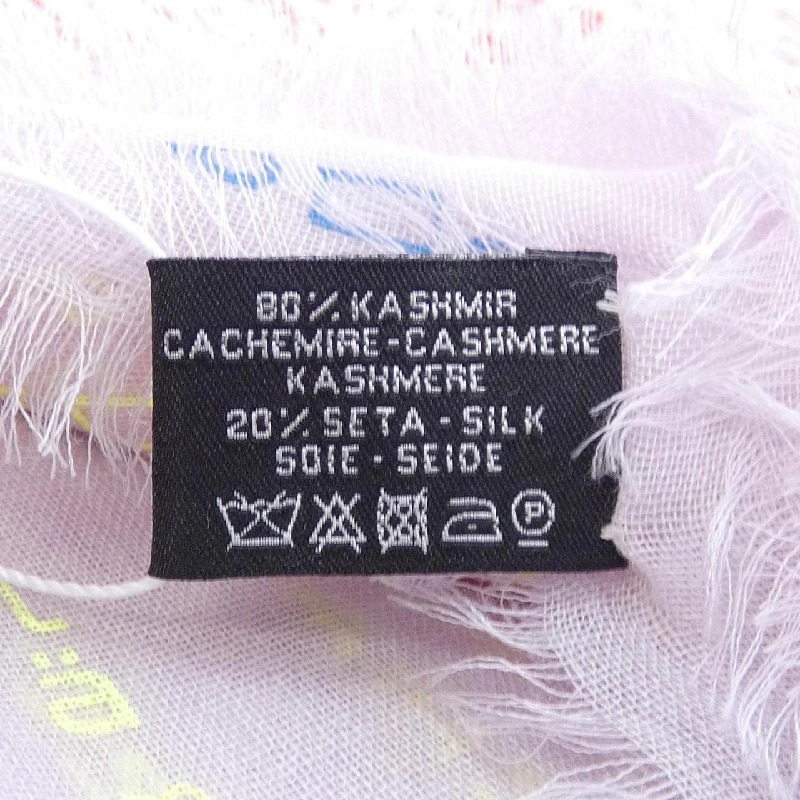 80% KASHMIR
CACHEMIRE-CASHMERE
KASHMERE
20% SETA - SILK
SOIE - SEIDE
P